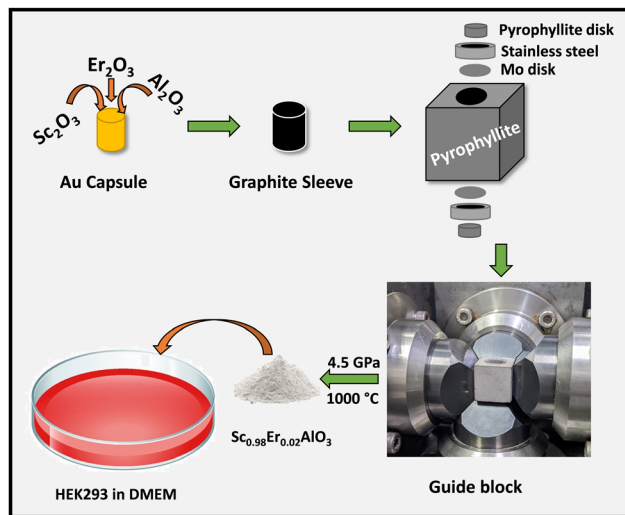 Pyrophyllite disk
Stainless steel
Mo disk
Er₂O₃
Sc₂O₃
Al₂O₃
Pyrophyllite
Au Capsule
Graphite Sleeve
4.5 GPa
1000 °C
Sc₀.₉₈Er₀.₀₂AlO₃
HEK293 in DMEM
Guide block